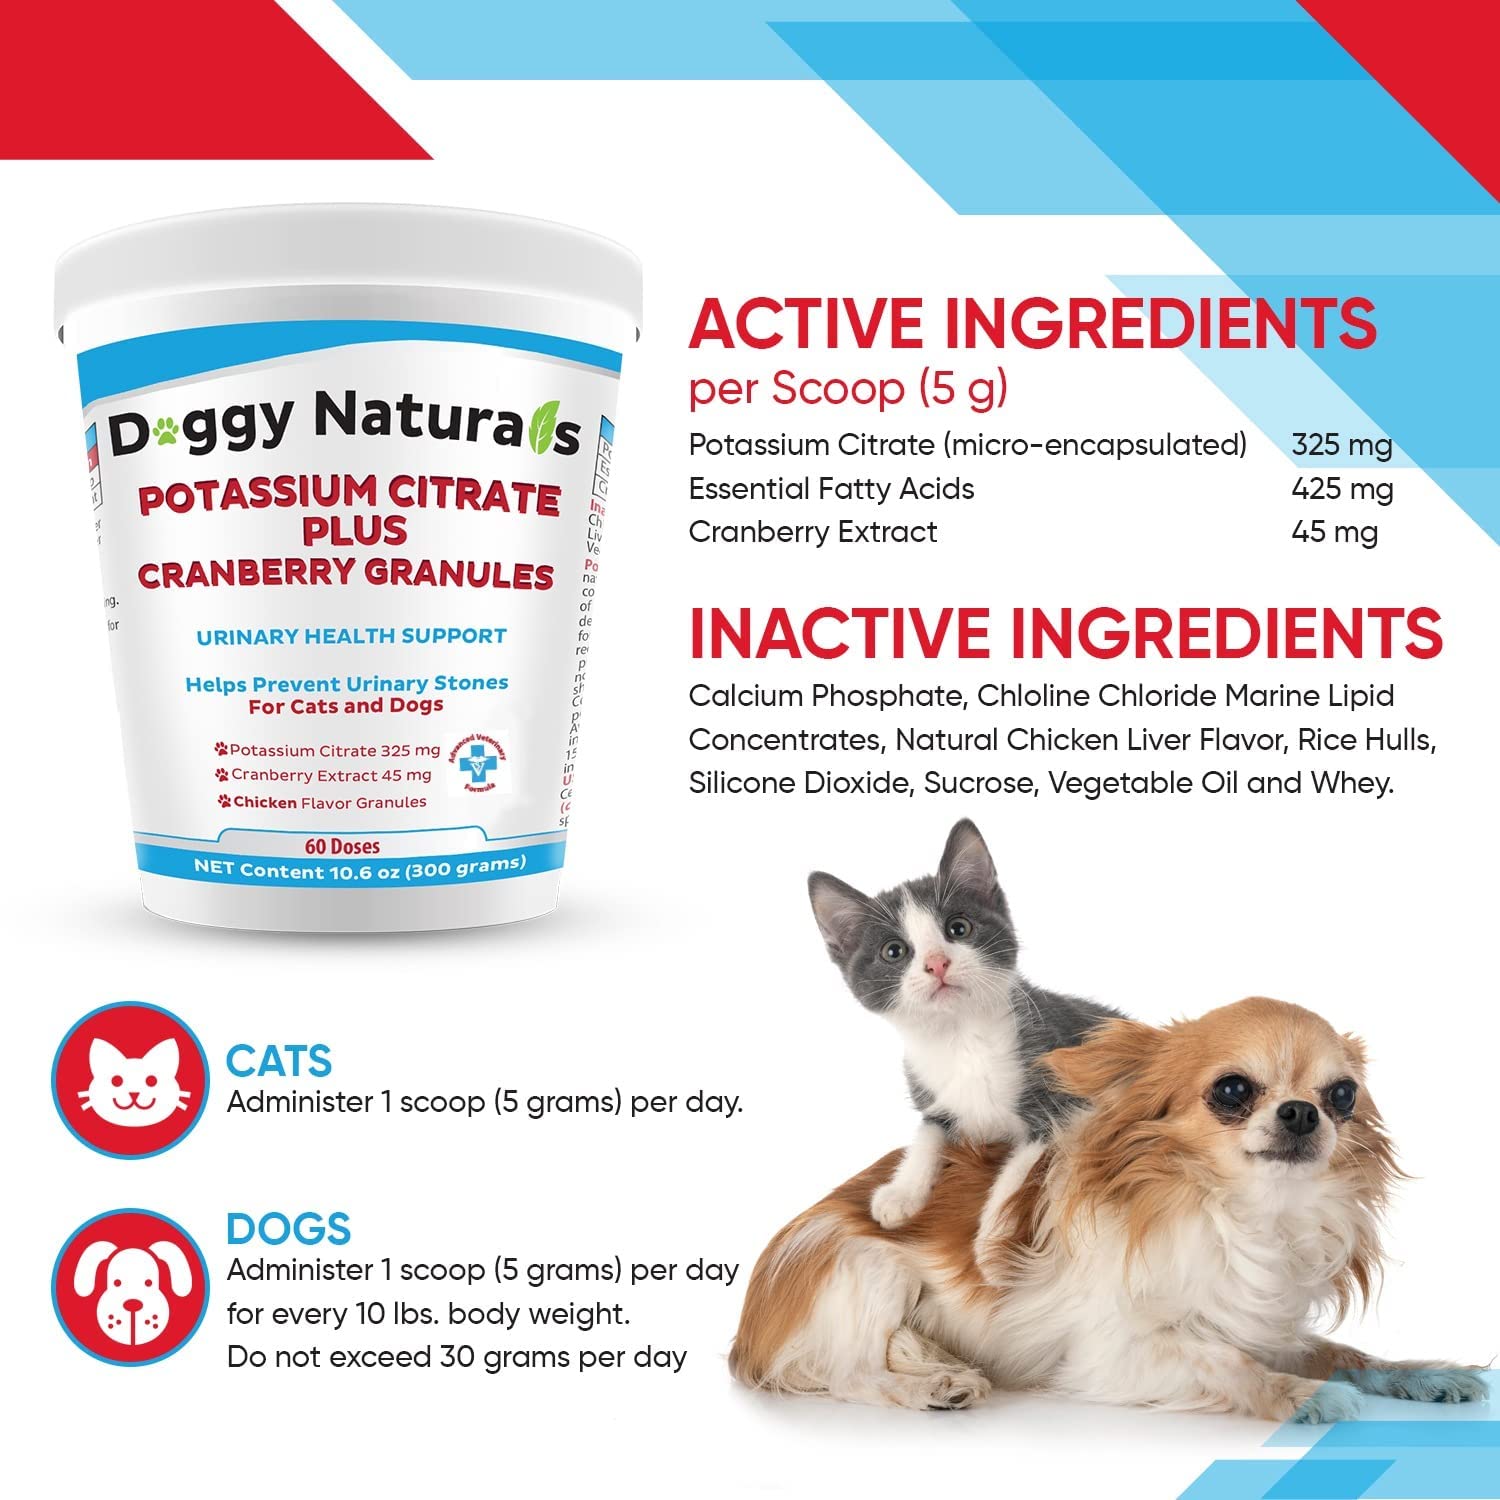 Doggy Naturals
POTASSIUM CITRATE
PLUS
CRANBERRY GRANULES
URINARY HEALTH SUPPORT
Helps Prevent Urinary Stones
For Cats and Dogs
Potassium Citrate 325 mg
Cranberry Extract 45 mg
Chicken Flavor Granules
Advanced Veterinary
Formula
60 Doses
NET Content 10.6 oz (300 grams)
ACTIVE INGREDIENTS
per Scoop (5 g)
Potassium Citrate (micro-encapsulated) 325 mg
Essential Fatty Acids 425 mg
Cranberry Extract 45 mg
INACTIVE INGREDIENTS
Calcium Phosphate, Chloline Chloride Marine Lipid
Concentrates, Natural Chicken Liver Flavor, Rice Hulls,
Silicone Dioxide, Sucrose, Vegetable Oil and Whey.
CATS
Administer 1 scoop (5 grams) per day.
DOGS
Administer 1 scoop (5 grams) per day
for every 10 lbs. body weight.
Do not exceed 30 grams per day